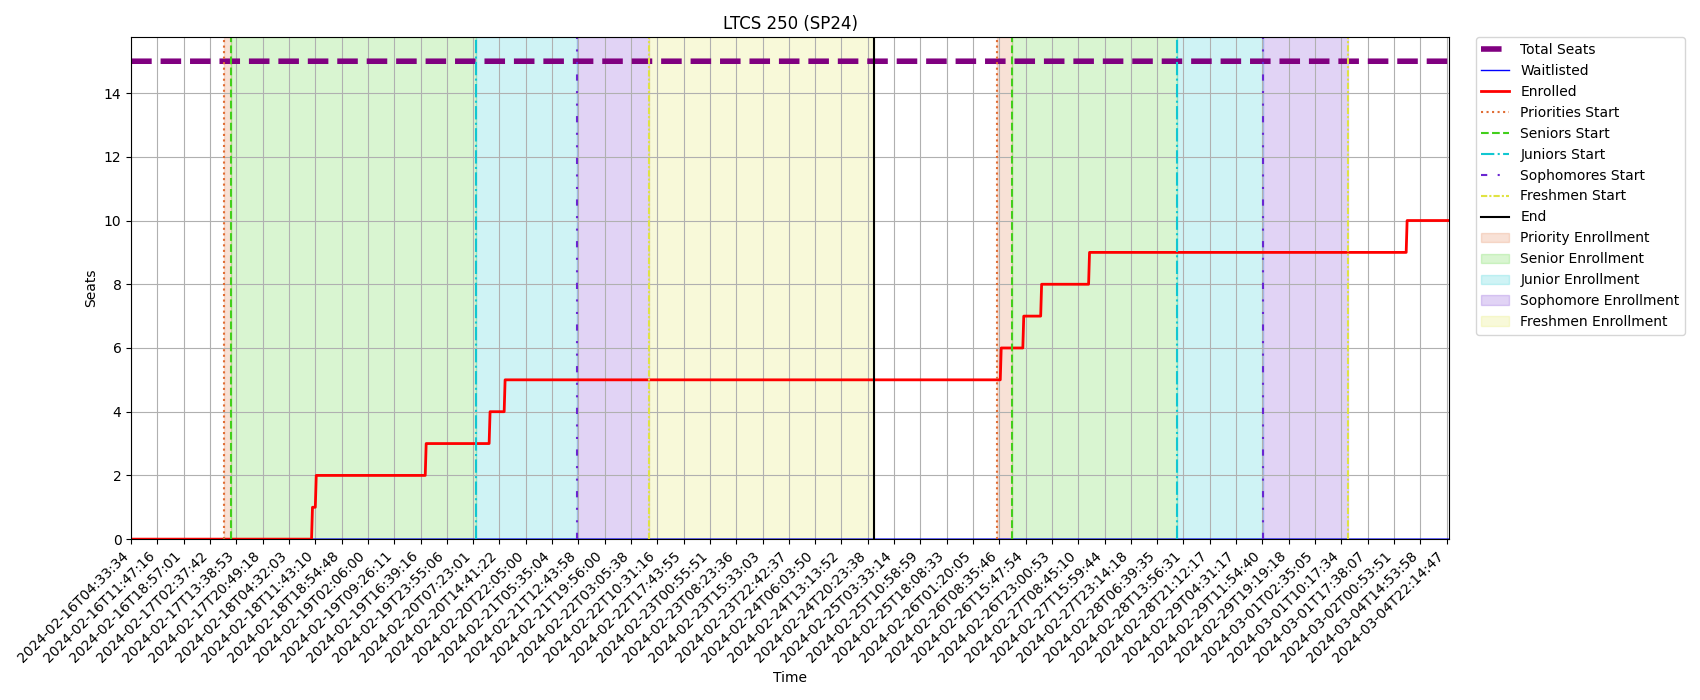 LTCS 250 (SP24)
Seats
14
12
10
8
6
4
2
0
2024-02-16T04:33:34
2024-02-16T11:47:16
2024-02-16T18:57:01
2024-02-17T02:37:42
2024-02-17T13:38:53
2024-02-17T20:49:18
2024-02-18T04:32:03
2024-02-18T11:43:10
2024-02-18T18:54:48
2024-02-19T02:06:00
2024-02-19T09:26:11
2024-02-19T16:39:16
2024-02-19T23:55:06
2024-02-20T07:23:01
2024-02-20T14:41:22
2024-02-20T22:05:00
2024-02-21T05:35:04
2024-02-21T12:43:58
2024-02-21T19:56:00
2024-02-22T03:05:38
2024-02-22T10:31:16
2024-02-22T17:43:55
2024-02-23T00:55:51
2024-02-23T08:23:36
2024-02-23T15:33:03
2024-02-23T22:42:37
2024-02-24T06:03:50
2024-02-24T13:13:52
2024-02-24T20:23:38
2024-02-25T03:33:14
2024-02-25T10:58:59
2024-02-25T18:08:33
2024-02-26T01:20:05
2024-02-26T08:35:46
2024-02-26T15:47:54
2024-02-26T23:00:53
2024-02-27T08:45:10
2024-02-27T15:59:44
2024-02-27T23:14:18
2024-02-28T06:39:35
2024-02-28T13:56:31
2024-02-28T21:12:17
2024-02-29T04:31:17
2024-02-29T11:54:40
2024-02-29T19:19:18
2024-03-01T02:35:05
2024-03-01T10:17:34
2024-03-01T17:38:07
2024-03-02T00:53:51
2024-03-04T14:53:58
2024-03-04T22:14:47
Time
Total Seats
Waitlisted
Enrolled
Priorities Start
Seniors Start
Juniors Start
Sophomores Start
Freshmen Start
End
Priority Enrollment
Senior Enrollment
Junior Enrollment
Sophomore Enrollment
Freshmen Enrollment